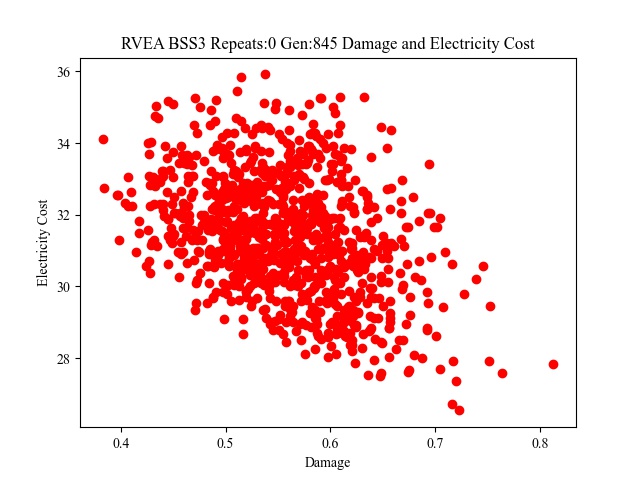 RVEA BSS3 Repeats:0 Gen:845 Damage and Electricity Cost
36
34
32
30
28
Electricity Cost
0.4 0.5 0.6 0.7 0.8
Damage